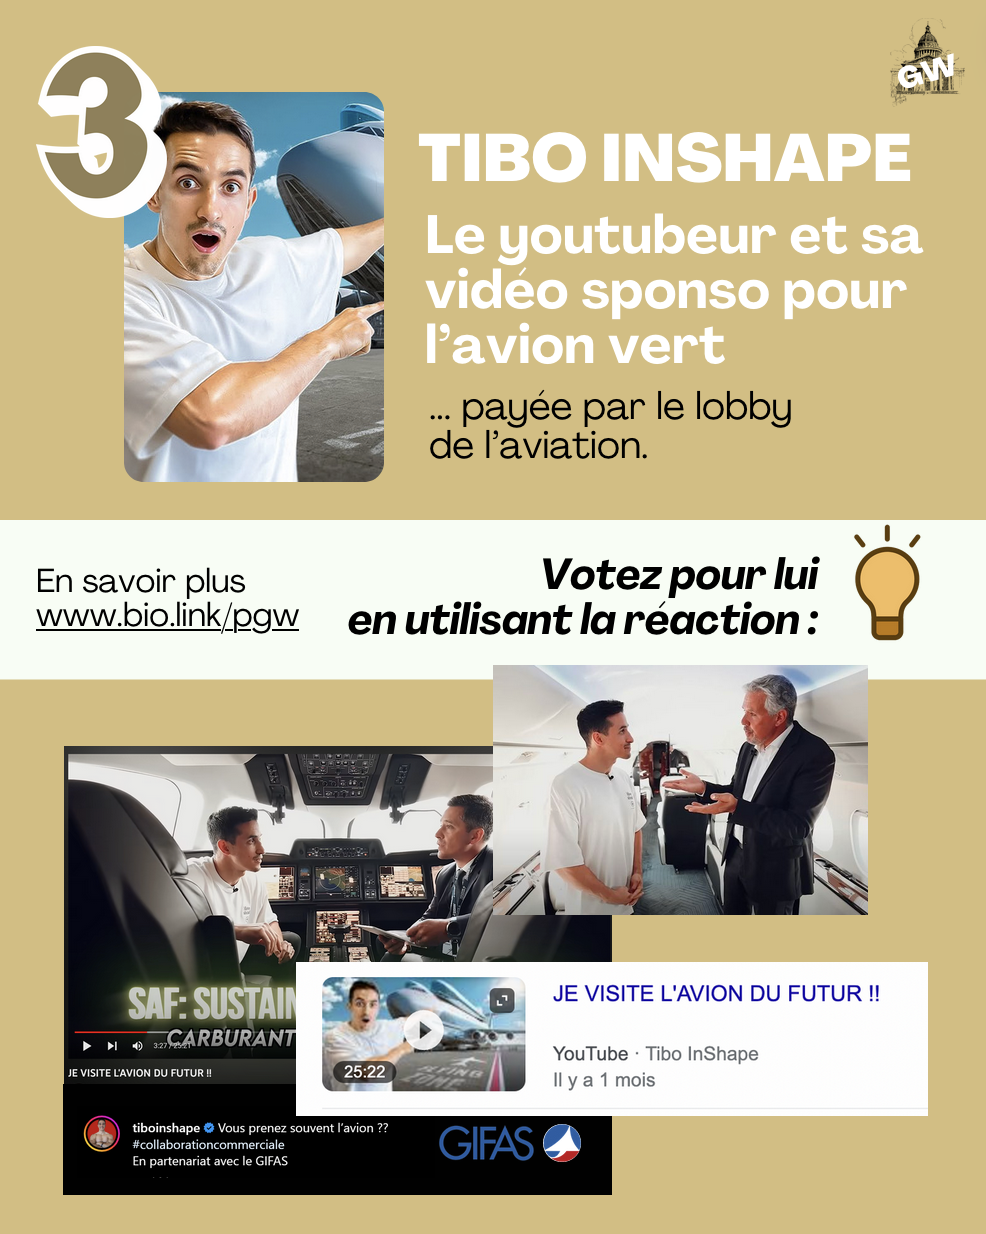 GW
3
TIBO INSHAPE
Le youtubeur et sa
vidéo sponso pour
l'avion vert
... payée par le lobby
de l'aviation.
En savoir plus
www.bio.link/pgw
Votez pour lui
en utilisant la réaction :
SAF: SUSTAIN
CARBURANT
3:27 / 25:21
JE VISITE L'AVION DU FUTUR !!
25:22
FLYING
ZONE
JE VISITE L'AVION DU FUTUR !!
YouTube · Tibo InShape
Il y a 1 mois
tiboinshape Vous prenez souvent l'avion ??
#collaborationcommerciale
En partenariat avec le GIFAS
GIFAS